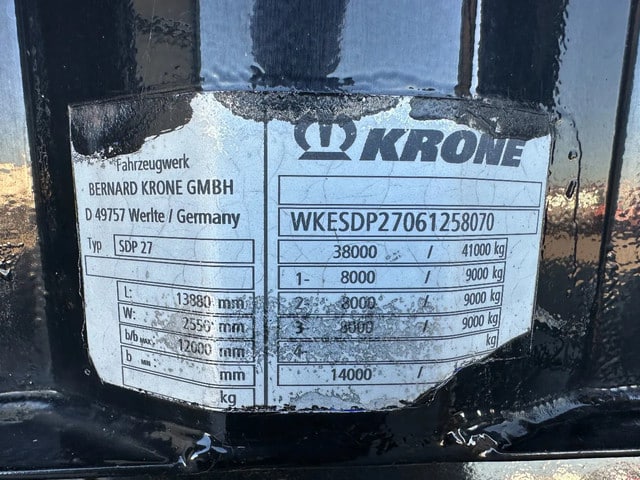 Fahrzeugwerk
BERNARD KRONE GMBH
D 49757 Werlte / Germany
Typ SDP 27
L: 13880 mm
W: 2550 mm
b/b MAX 12000 mm
b MIN mm
kg
KRONE
WKESDP27061258070
38000 / 41000 kg
1- 8000 / 9000 kg
2- 8000 / 9000 kg
3- 8000 / 9000 kg
4- kg
14000 /